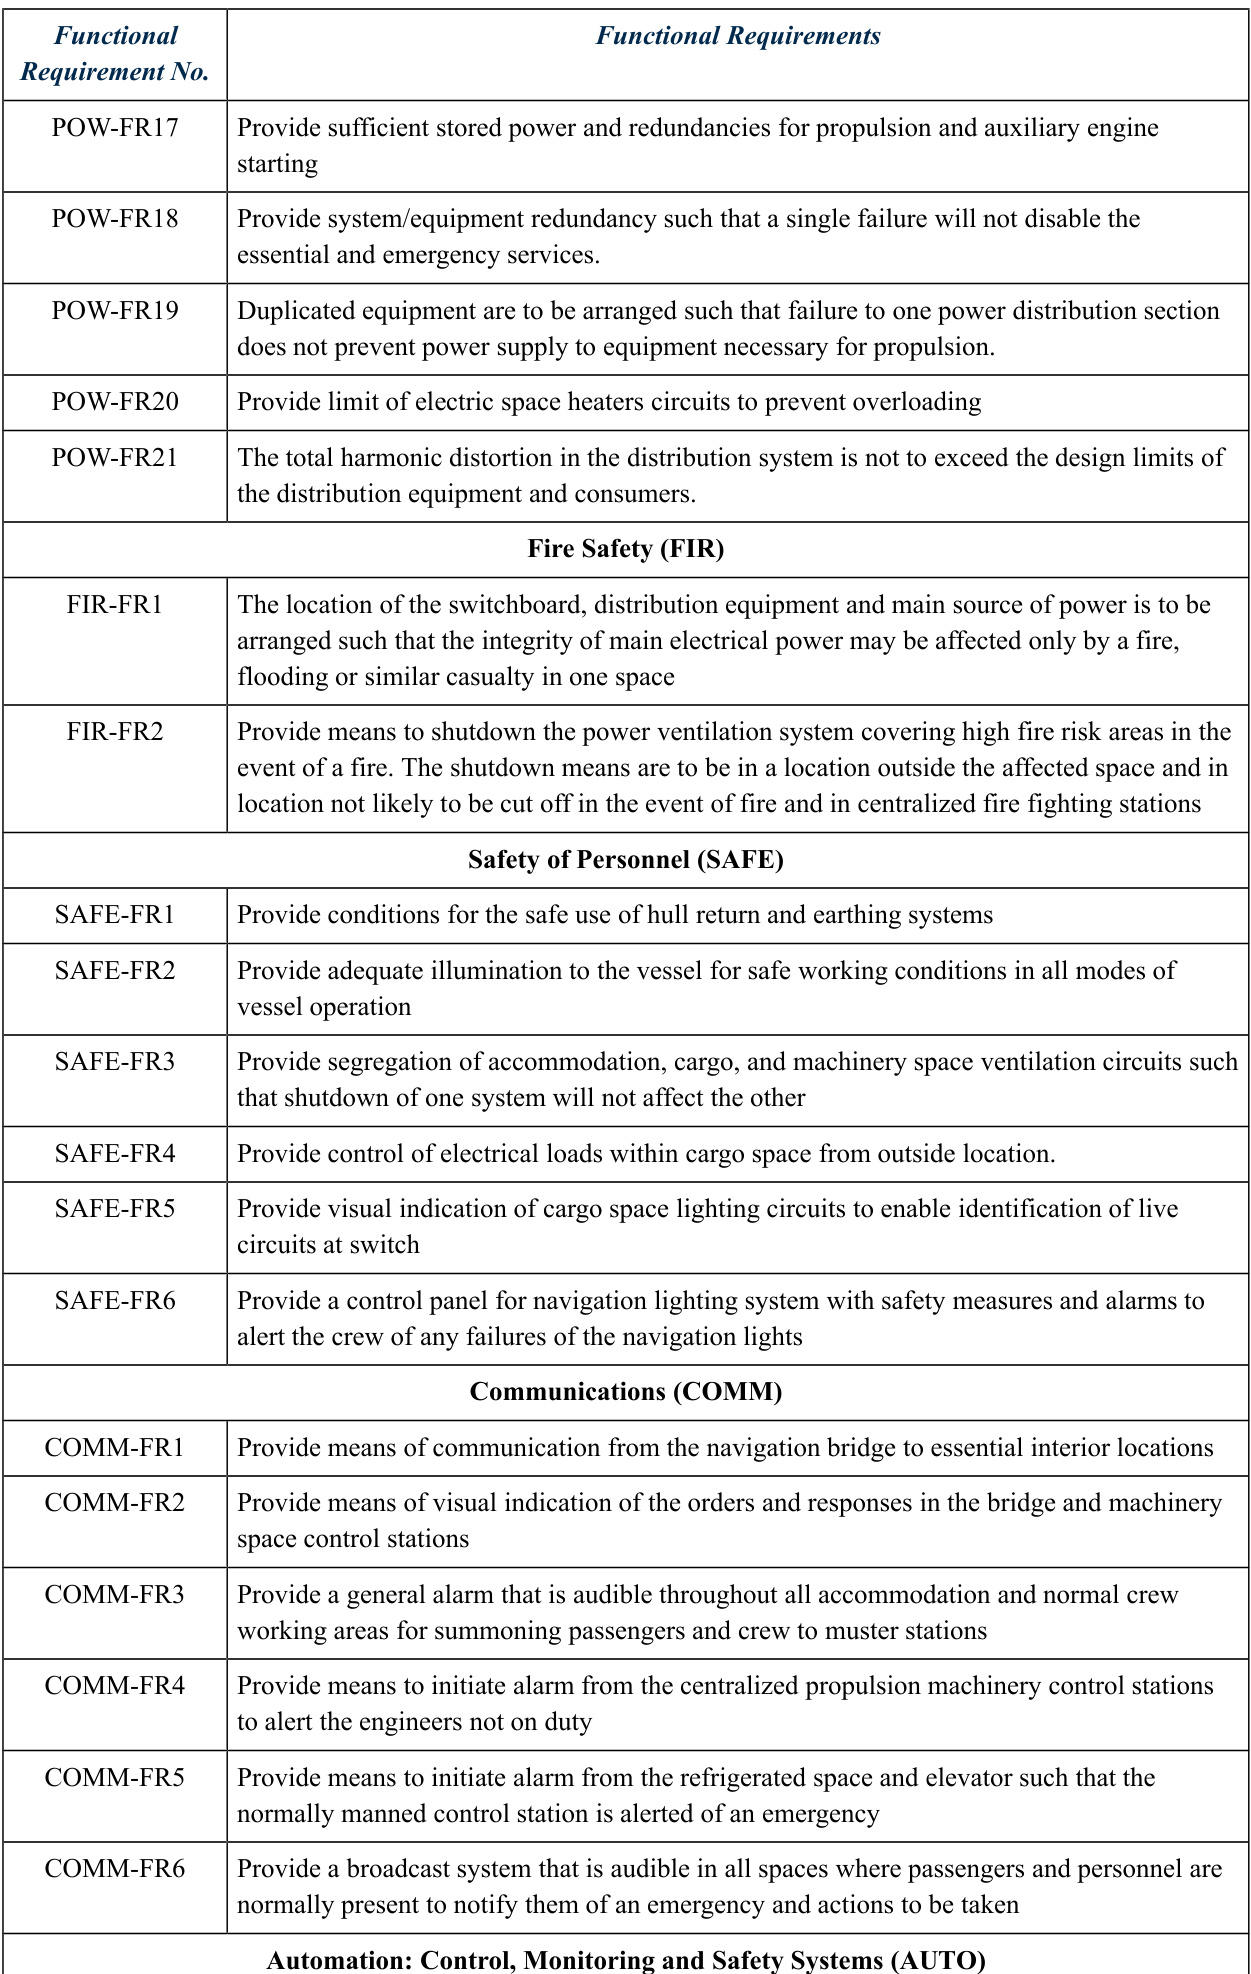 Functional
Requirement No.
Functional Requirements
POW-FR17
Provide sufficient stored power and redundancies for propulsion and auxiliary engine
starting
POW-FR18
Provide system/equipment redundancy such that a single failure will not disable the
essential and emergency services.
POW-FR19
Duplicated equipment are to be arranged such that failure to one power distribution section
does not prevent power supply to equipment necessary for propulsion.
POW-FR20
Provide limit of electric space heaters circuits to prevent overloading
POW-FR21
The total harmonic distortion in the distribution system is not to exceed the design limits of
the distribution equipment and consumers.
Fire Safety (FIR)
FIR-FR1
The location of the switchboard, distribution equipment and main source of power is to be
arranged such that the integrity of main electrical power may be affected only by a fire,
flooding or similar casualty in one space
FIR-FR2
Provide means to shutdown the power ventilation system covering high fire risk areas in the
event of a fire. The shutdown means are to be in a location outside the affected space and in
location not likely to be cut off in the event of fire and in centralized fire fighting stations
Safety of Personnel (SAFE)
SAFE-FR1
Provide conditions for the safe use of hull return and earthing systems
SAFE-FR2
Provide adequate illumination to the vessel for safe working conditions in all modes of
vessel operation
SAFE-FR3
Provide segregation of accommodation, cargo, and machinery space ventilation circuits such
that shutdown of one system will not affect the other
SAFE-FR4
Provide control of electrical loads within cargo space from outside location.
SAFE-FR5
Provide visual indication of cargo space lighting circuits to enable identification of live
circuits at switch
SAFE-FR6
Provide a control panel for navigation lighting system with safety measures and alarms to
alert the crew of any failures of the navigation lights
Communications (COMM)
COMM-FR1
Provide means of communication from the navigation bridge to essential interior locations
COMM-FR2
Provide means of visual indication of the orders and responses in the bridge and machinery
space control stations
COMM-FR3
Provide a general alarm that is audible throughout all accommodation and normal crew
working areas for summoning passengers and crew to muster stations
COMM-FR4
Provide means to initiate alarm from the centralized propulsion machinery control stations
to alert the engineers not on duty
COMM-FR5
Provide means to initiate alarm from the refrigerated space and elevator such that the
normally manned control station is alerted of an emergency
COMM-FR6
Provide a broadcast system that is audible in all spaces where passengers and personnel are
normally present to notify them of an emergency and actions to be taken
Automation: Control, Monitoring and Safety Systems (AUTO)